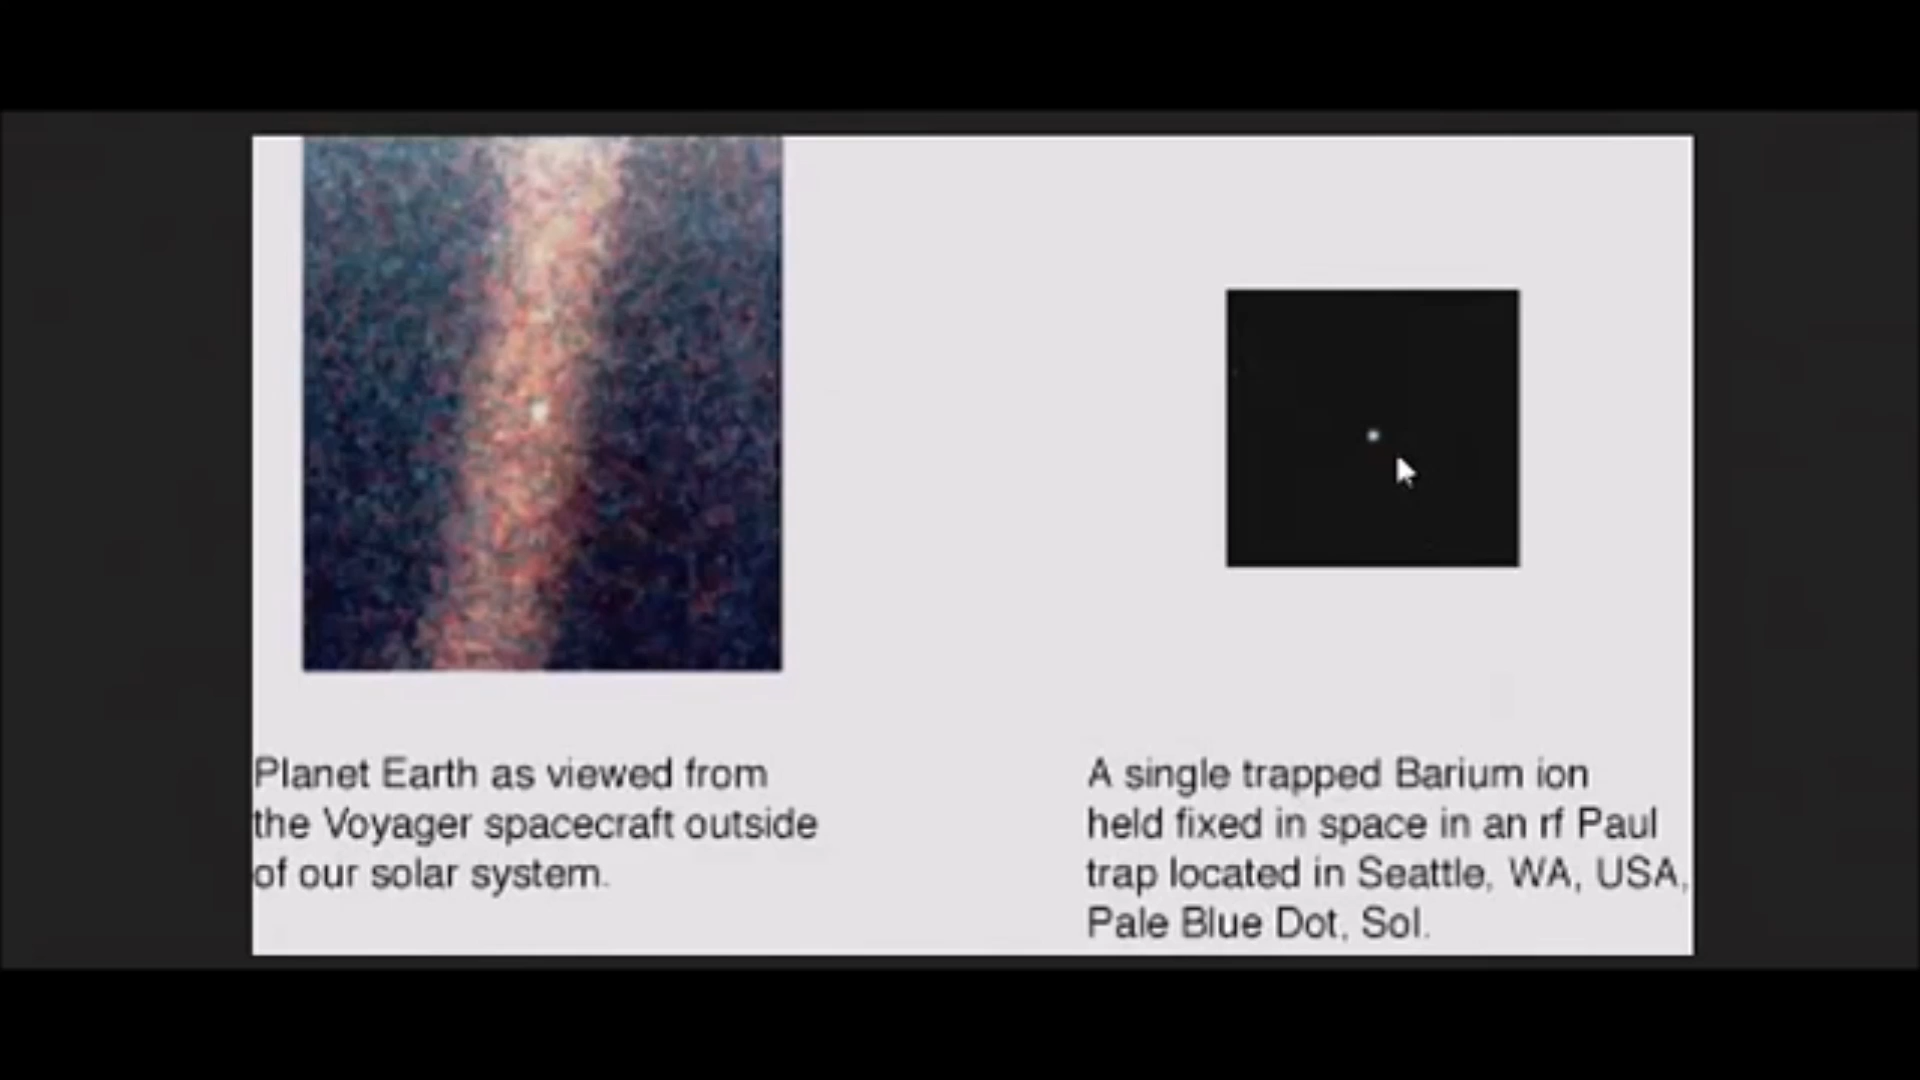 Planet Earth as viewed from
the Voyager spacecraft outside
of our solar system.
A single trapped Barium ion
held fixed in space in an rf Paul
trap located in Seattle, WA, USA,
Pale Blue Dot, Sol.